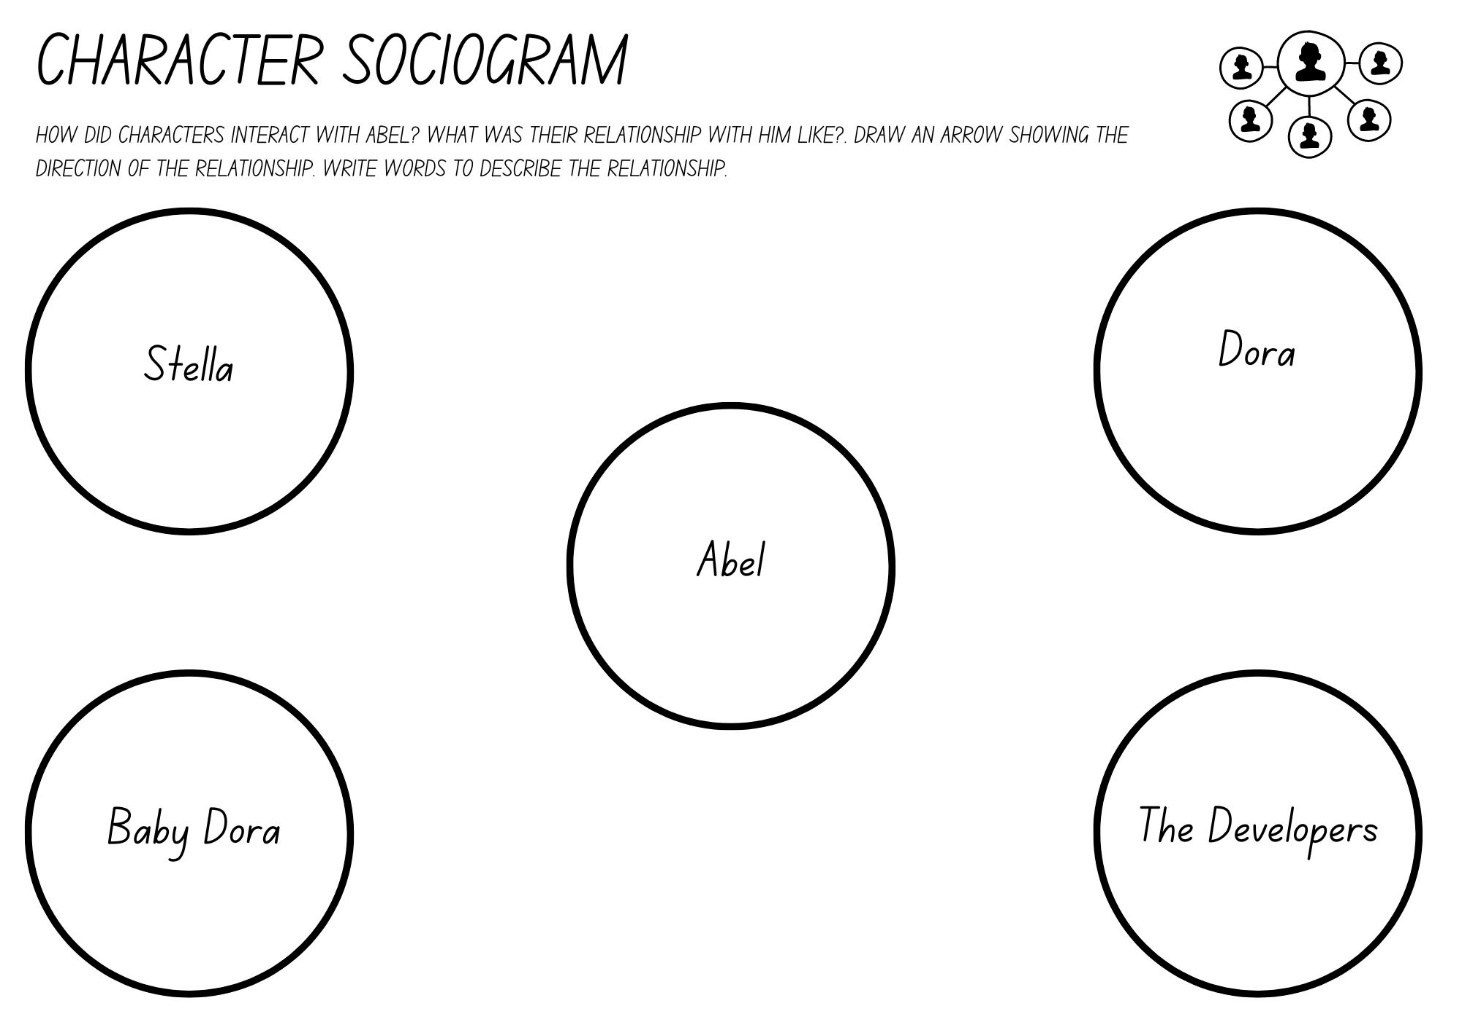 CHARACTER SOCIOGRAM
HOW DID CHARACTERS INTERACT WITH ABEL? WHAT WAS THEIR RELATIONSHIP WITH HIM LIKE?. DRAW AN ARROW SHOWING THE
DIRECTION OF THE RELATIONSHIP. WRITE WORDS TO DESCRIBE THE RELATIONSHIP.
Stella
Dora
Abel
Baby Dora
The Developers